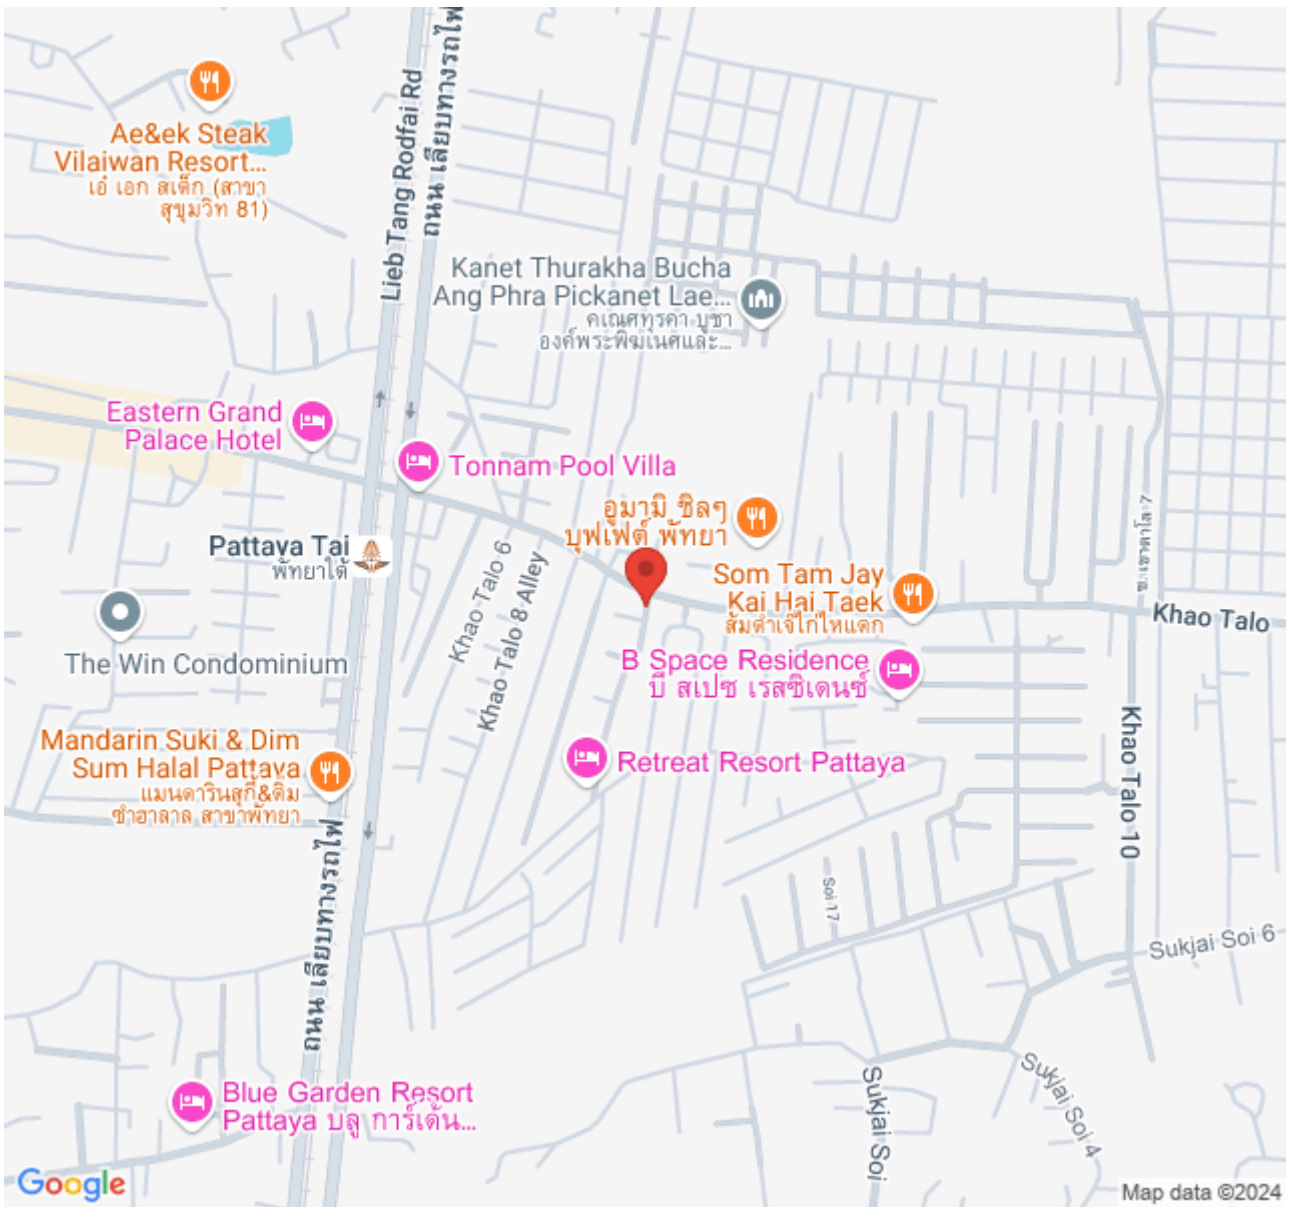 Lieb Tang Rodfai Rd
ถนน เลียบทางรถไฟ
Ae&ek Steak
Vilaiwan Resort...
เอ๋ เอก สเต็ก (สาขา
สุขุมวิท 81)
Kanet Thurakha Bucha
Ang Phra Pickanet Lae...
คเณศทุรคา บูชา
องค์พระพิฆเนศและ...
Eastern Grand
Palace Hotel
Tonnam Pool Villa
อูมามิ ชิลๆ
บุฟเฟ่ต์ พัทยา
Pattaya Tai
พัทยาใต้
Khao Talo 6
Khao Talo 8 Alley
Som Tam Jay
Kai Hai Taek
ส้มตำเจ๊ไก่ไหแตก
Khao Talo
The Win Condominium
B Space Residence
บี สเปซ เรสซิเดนซ์
Mandarin Suki & Dim
Sum Halal Pattaya
แมนดารินสุกี้&ติ่ม
ซำฮาลาล สาขาพัทยา
Retreat Resort Pattaya
Khao Talo 10
Soi 17
ถนน เลียบทางรถไฟ
Sukjai Soi 6
Sukjai Soi 4
Sukjai Soi
Blue Garden Resort
Pattaya บลู การ์เด้น...
Google
Map data ©2024